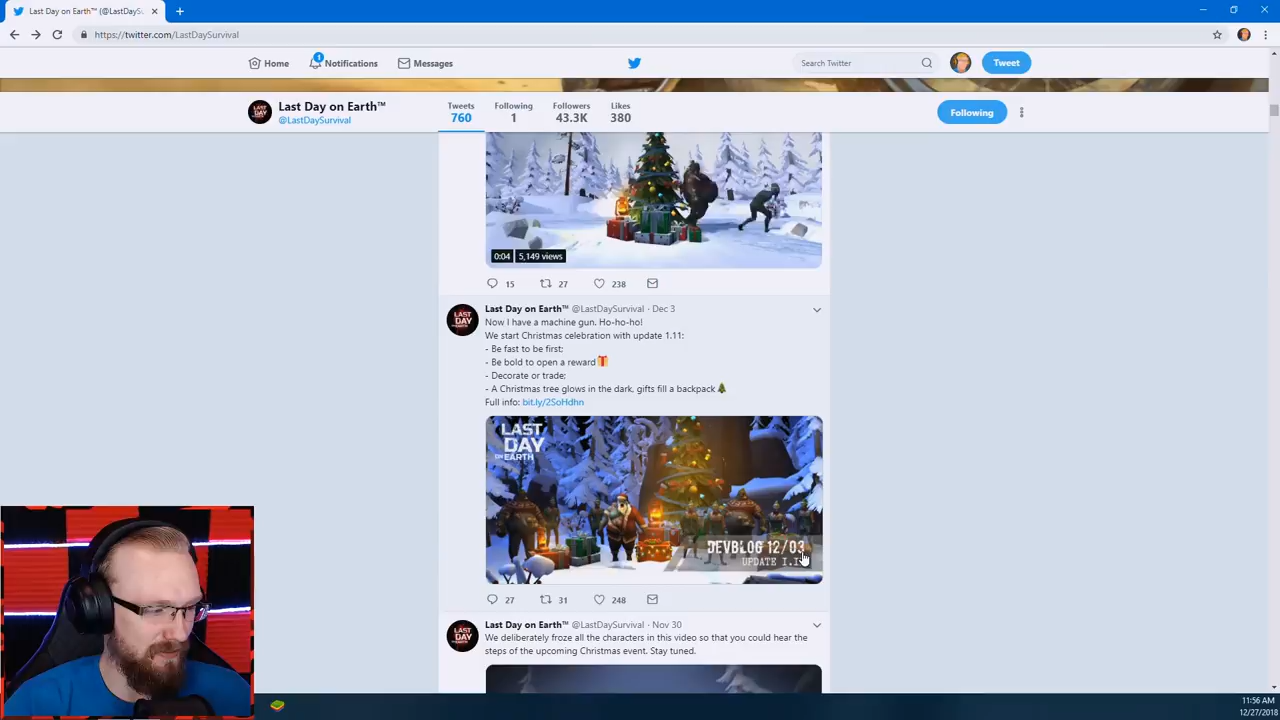 Last Day on Earth™ (@LastDayS
https://twitter.com/LastDaySurvival
1
Home
Notifications
Messages
Search Twitter
Tweet
Last Day on Earth™
@LastDaySurvival
Tweets
760
Following
1
Followers
43.3K
Likes
380
Following
0:04
5,149 views
15
27
238
Last Day on Earth™ @LastDaySurvival · Dec 3
Now I have a machine gun. Ho-ho-ho!
We start Christmas celebration with update 1.11:
- Be fast to be first;
- Be bold to open a reward
- Decorate or trade;
- A Christmas tree glows in the dark, gifts fill a backpack
Full info: bit.ly/2SoHdhn
LAST
DAY
ON EARTH
DEVBLOG 12/03
UPDATE
27
31
248
Last Day on Earth™ @LastDaySurvival · Nov 30
We deliberately froze all the characters in this video so that you could hear the
steps of the upcoming Christmas event. Stay tuned.
LAST
DAY
11:56 AM
12/27/2018